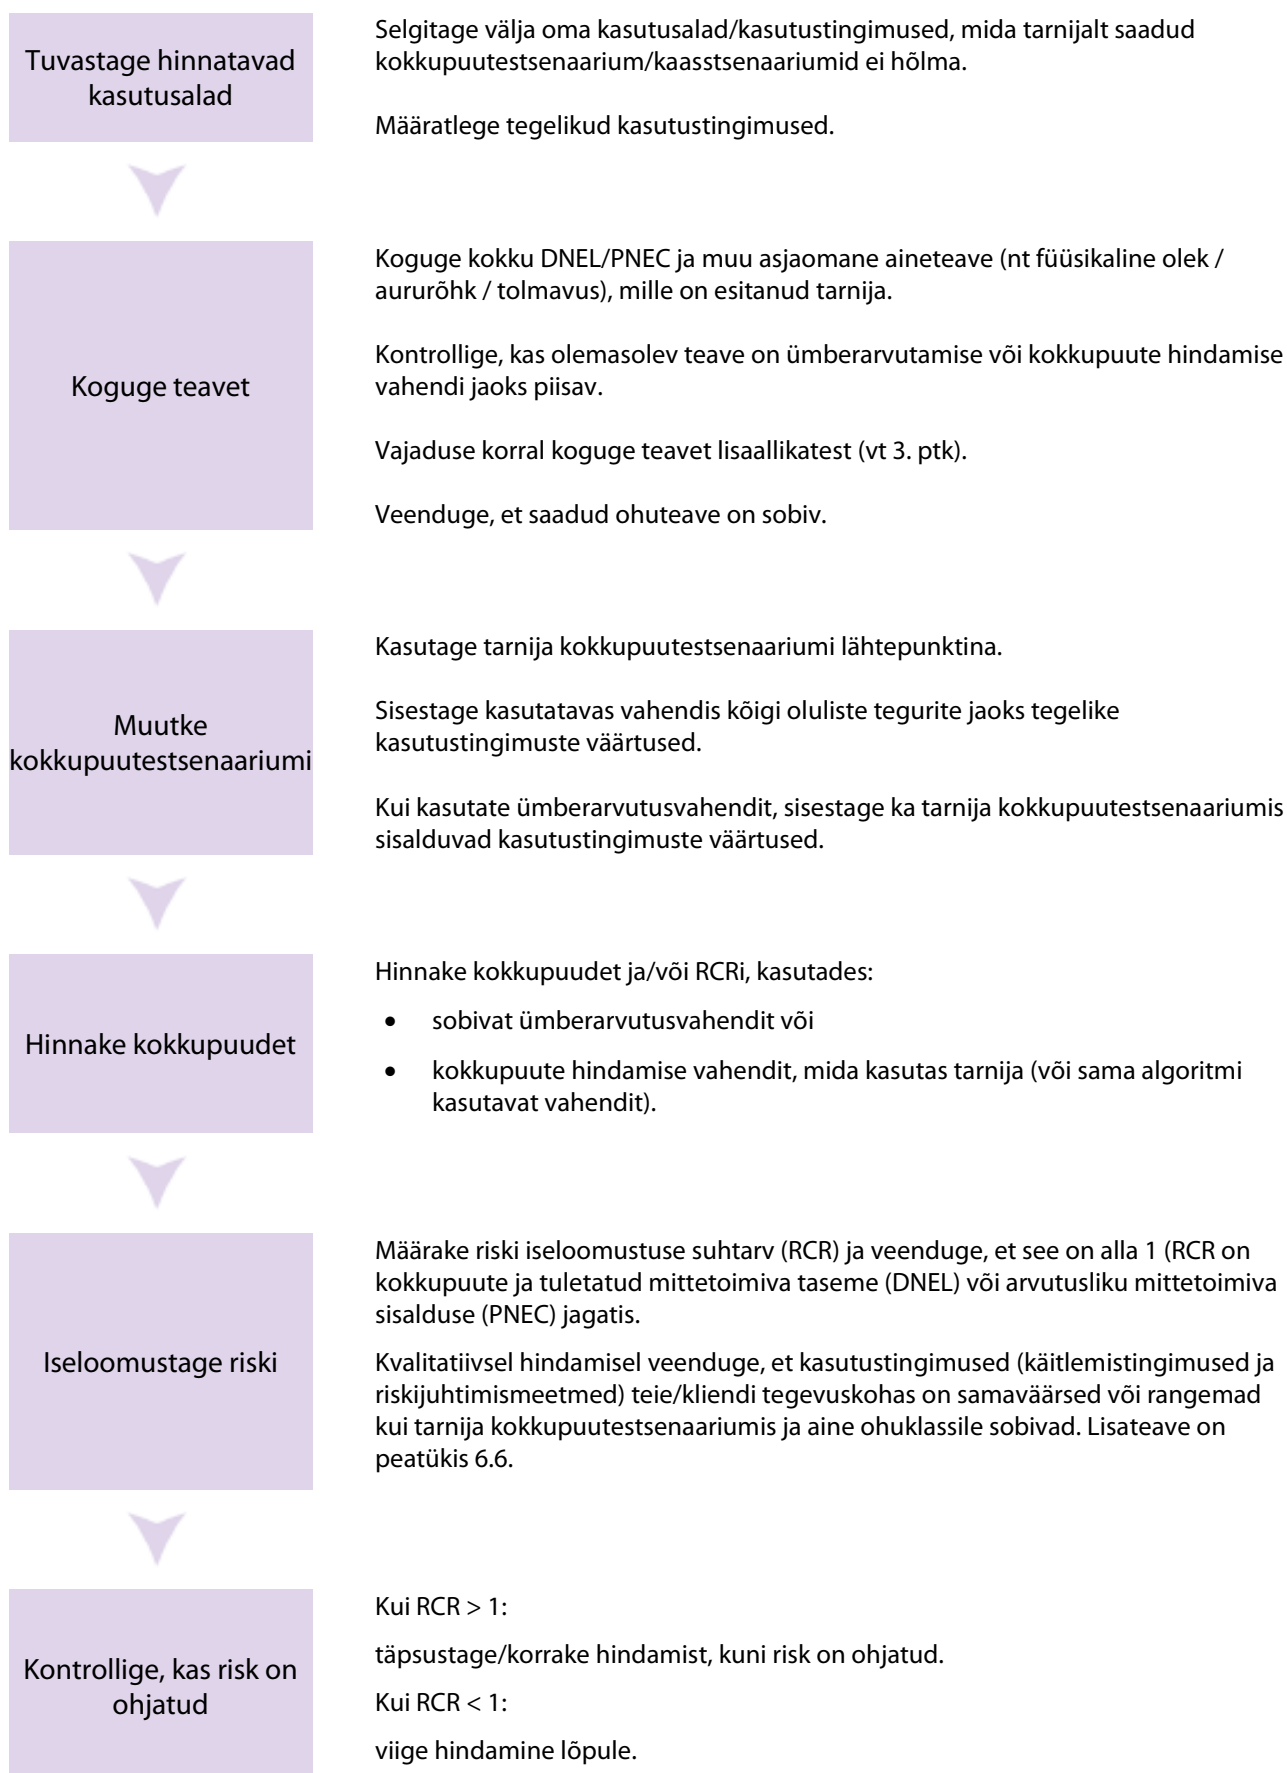 Tuvastage hinnatavad
kasutusalad
Selgitage välja oma kasutusalad/kasutustingimused, mida tarnijalt saadud
kokkupuutestsenaarium/kaasstsenaariumid ei hõlma.
Määratlege tegelikud kasutustingimused.
Koguge teavet
Koguge kokku DNEL/PNEC ja muu asjaomane aineteave (nt füüsikaline olek /
aururõhk / tolmavus), mille on esitanud tarnija.
Kontrollige, kas olemasolev teave on ümberarvutamise või kokkupuute hindamise
vahendi jaoks piisav.
Vajaduse korral koguge teavet lisaallikatest (vt 3. ptk).
Veenduge, et saadud ohuteave on sobiv.
Muutke
kokkupuutestsenaariumi
Kasutage tarnija kokkupuutestsenaariumi lähtepunktina.
Sisestage kasutatavas vahendis kõigi oluliste tegurite jaoks tegelike
kasutustingimuste väärtused.
Kui kasutate ümberarvutusvahendit, sisestage ka tarnija kokkupuutestsenaariumis
sisalduvad kasutustingimuste väärtused.
Hinnake kokkupuudet
Hinnake kokkupuudet ja/või RCRi, kasutades:
• sobivat ümberarvutusvahendit või
• kokkupuute hindamise vahendit, mida kasutas tarnija (või sama algoritmi
kasutavat vahendit).
Iseloomustage riski
Määrake riski iseloomustuse suhtarv (RCR) ja veenduge, et see on alla 1 (RCR on
kokkupuute ja tuletatud mittetoimiva taseme (DNEL) või arvutusliku mittetoimiva
sisalduse (PNEC) jagatis.
Kvalitatiivsel hindamisel veenduge, et kasutustingimused (käitlemistingimused ja
riskijuhtimismeetmed) teie/kliendi tegevuskohas on samaväärsed või rangemad
kui tarnija kokkupuutestsenaariumis ja aine ohuklassile sobivad. Lisateave on
peatükis 6.6.
Kontrollige, kas risk on
ohjatud
Kui RCR > 1:
täpsustage/korrake hindamist, kuni risk on ohjatud.
Kui RCR < 1:
viige hindamine lõpule.